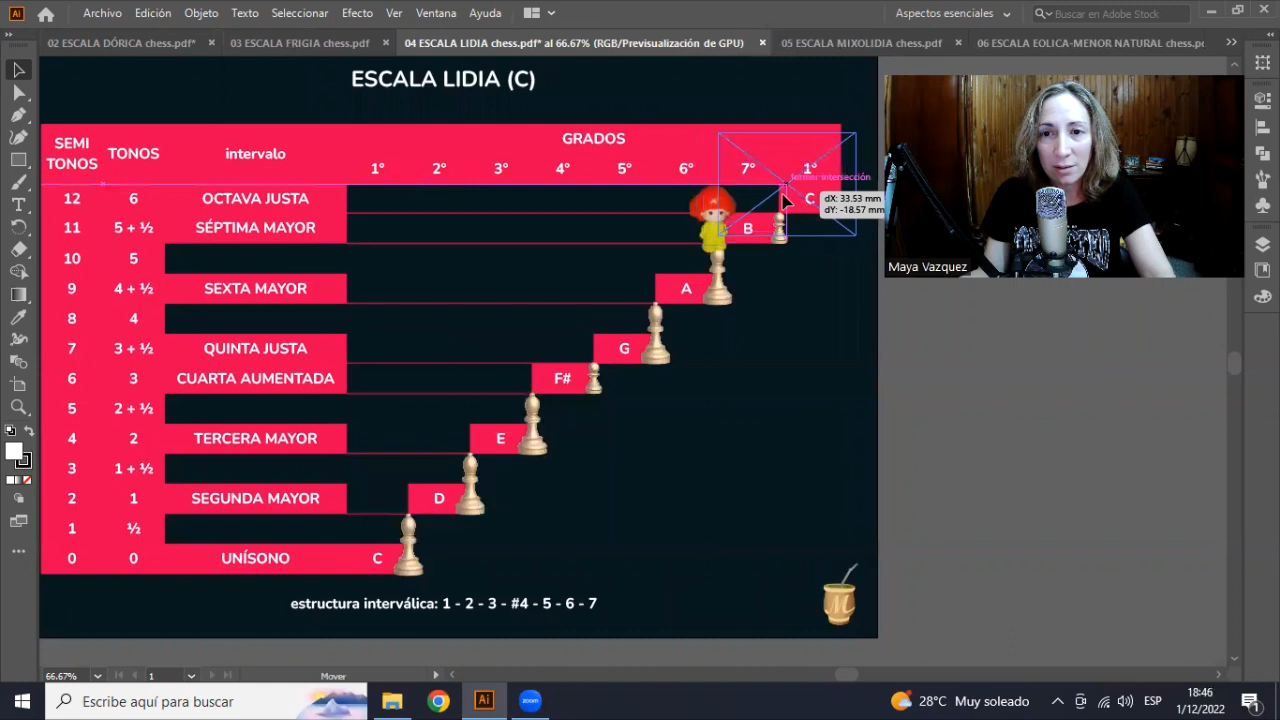 Ai
Archivo Edición Objeto Texto Seleccionar Efecto Ver Ventana Ayuda
Aspectos esenciales
Buscar en Adobe Stock
02 ESCALA DÓRICA chess.pdf*
03 ESCALA FRIGIA chess.pdf
04 ESCALA LIDIA chess.pdf* al 66.67% (RGB/Previsualización de GPU)
05 ESCALA MIXOLIDIA chess.pdf
06 ESCALA EOLICA-MENOR NATURAL chess.po
ESCALA LIDIA (C)
SEMI
TONOS
TONOS
intervalo
GRADOS
1° 2° 3° 4° 5° 6° 7° 1°
dX: 33.53 mm
dY: -18.57 mm
12 6 OCTAVA JUSTA C
11 5 + ½ SÉPTIMA MAYOR B
10 5
9 4 + ½ SEXTA MAYOR A
8 4
7 3 + ½ QUINTA JUSTA G
6 3 CUARTA AUMENTADA F#
5 2 + ½
4 2 TERCERA MAYOR E
3 1 + ½
2 1 SEGUNDA MAYOR D
1 ½
0 0 UNÍSONO C
estructura interválica: 1 - 2 - 3 - #4 - 5 - 6 - 7
M
Maya Vazquez
66.67%
1
Mover
Escribe aquí para buscar
Ai
zoom
28°C Muy soleado
ESP
18:46
1/12/2022
1